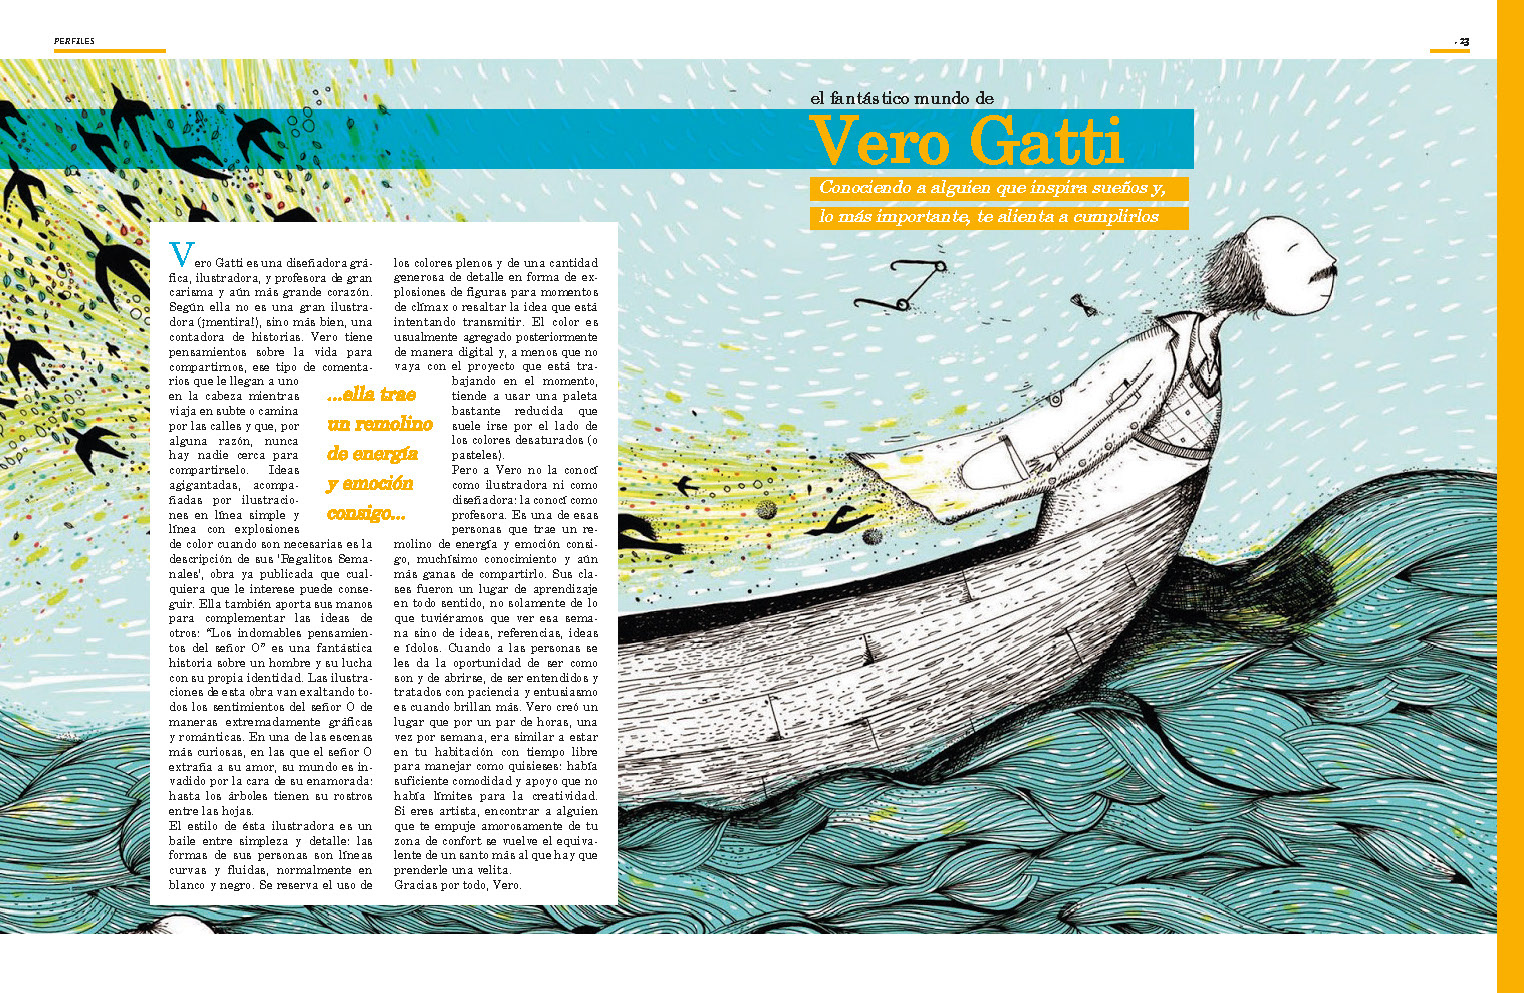 PERFILES
- 23
el fantástico mundo de
Vero Gatti
Conociendo a alguien que inspira sueños y,
lo más importante, te alienta a cumplirlos
Vero Gatti es una diseñadora grá-
fica, ilustradora, y profesora de gran
carisma y aún más grande corazón.
Según ella no es una gran ilustra-
dora (¡mentira!), sino más bien, una
contadora de historias. Vero tiene
pensamientos sobre la vida para
compartirnos, ese tipo de comenta-
rios que le llegan a uno
en la cabeza mientras
viaja en subte o camina
por las calles y que, por
alguna razón, nunca
hay nadie cerca para
compartirselo. Ideas
agigantadas, acompa-
ñadas por ilustracio-
nes en línea simple y
línea con explosiones
de color cuando son necesarias es la
descripción de sus 'Regalitos Sema-
nales', obra ya publicada que cual-
quiera que le interese puede conse-
guir. Ella también aporta sus manos
para complementar las ideas de
otros: “Los indomables pensamien-
tos del señor O” es una fantástica
historia sobre un hombre y su lucha
con su propia identidad. Las ilustra-
ciones de esta obra van exaltando to-
dos los sentimientos del señor O de
maneras extremadamente gráficas
y románticas. En una de las escenas
más curiosas, en las que el señor O
extraña a su amor, su mundo es in-
vadido por la cara de su enamorada:
hasta los árboles tienen su rostros
entre las hojas.
El estilo de ésta ilustradora es un
baile entre simpleza y detalle: las
formas de sus personas son líneas
curvas y fluidas, normalmente en
blanco y negro. Se reserva el uso de
...ella trae
un remolino
de energía
y emoción
consigo...
los colores plenos y de una cantidad
generosa de detalle en forma de ex-
plosiones de figuras para momentos
de clímax o resaltar la idea que está
intentando transmitir. El color es
usualmente agregado posteriormente
de manera digital y, a menos que no
vaya con el proyecto que está tra-
bajando en el momento,
tiende a usar una paleta
bastante reducida que
suele irse por el lado de
los colores desaturados (o
pasteles).
Pero a Vero no la conocí
como ilustradora ni como
diseñadora: la conocí como
profesora. Es una de esas
personas que trae un re-
molino de energía y emoción consi-
go, muchísimo conocimiento y aún
más ganas de compartirlo. Sus cla-
ses fueron un lugar de aprendizaje
en todo sentido, no solamente de lo
que tuviéramos que ver esa sema-
na sino de ideas, referencias, ideas
e ídolos. Cuando a las personas se
les da la oportunidad de ser como
son y de abrirse, de ser entendidos y
tratados con paciencia y entusiasmo
es cuando brillan más. Vero creó un
lugar que por un par de horas, una
vez por semana, era similar a estar
en tu habitación con tiempo libre
para manejar como quisieses: había
suficiente comodidad y apoyo que no
había límites para la creatividad.
Si eres artista, encontrar a alguien
que te empuje amorosamente de tu
zona de confort se vuelve el equiva-
lente de un santo más al que hay que
prenderle una velita.
Gracias por todo, Vero.